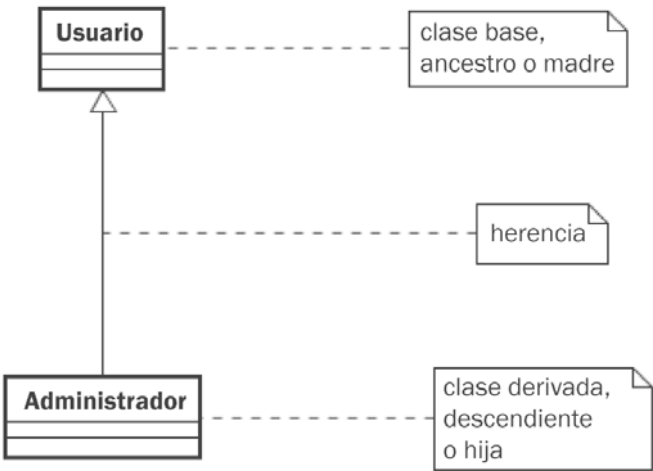 Usuario
clase base,
ancestro o madre
herencia
Administrador
clase derivada,
descendiente
o hija